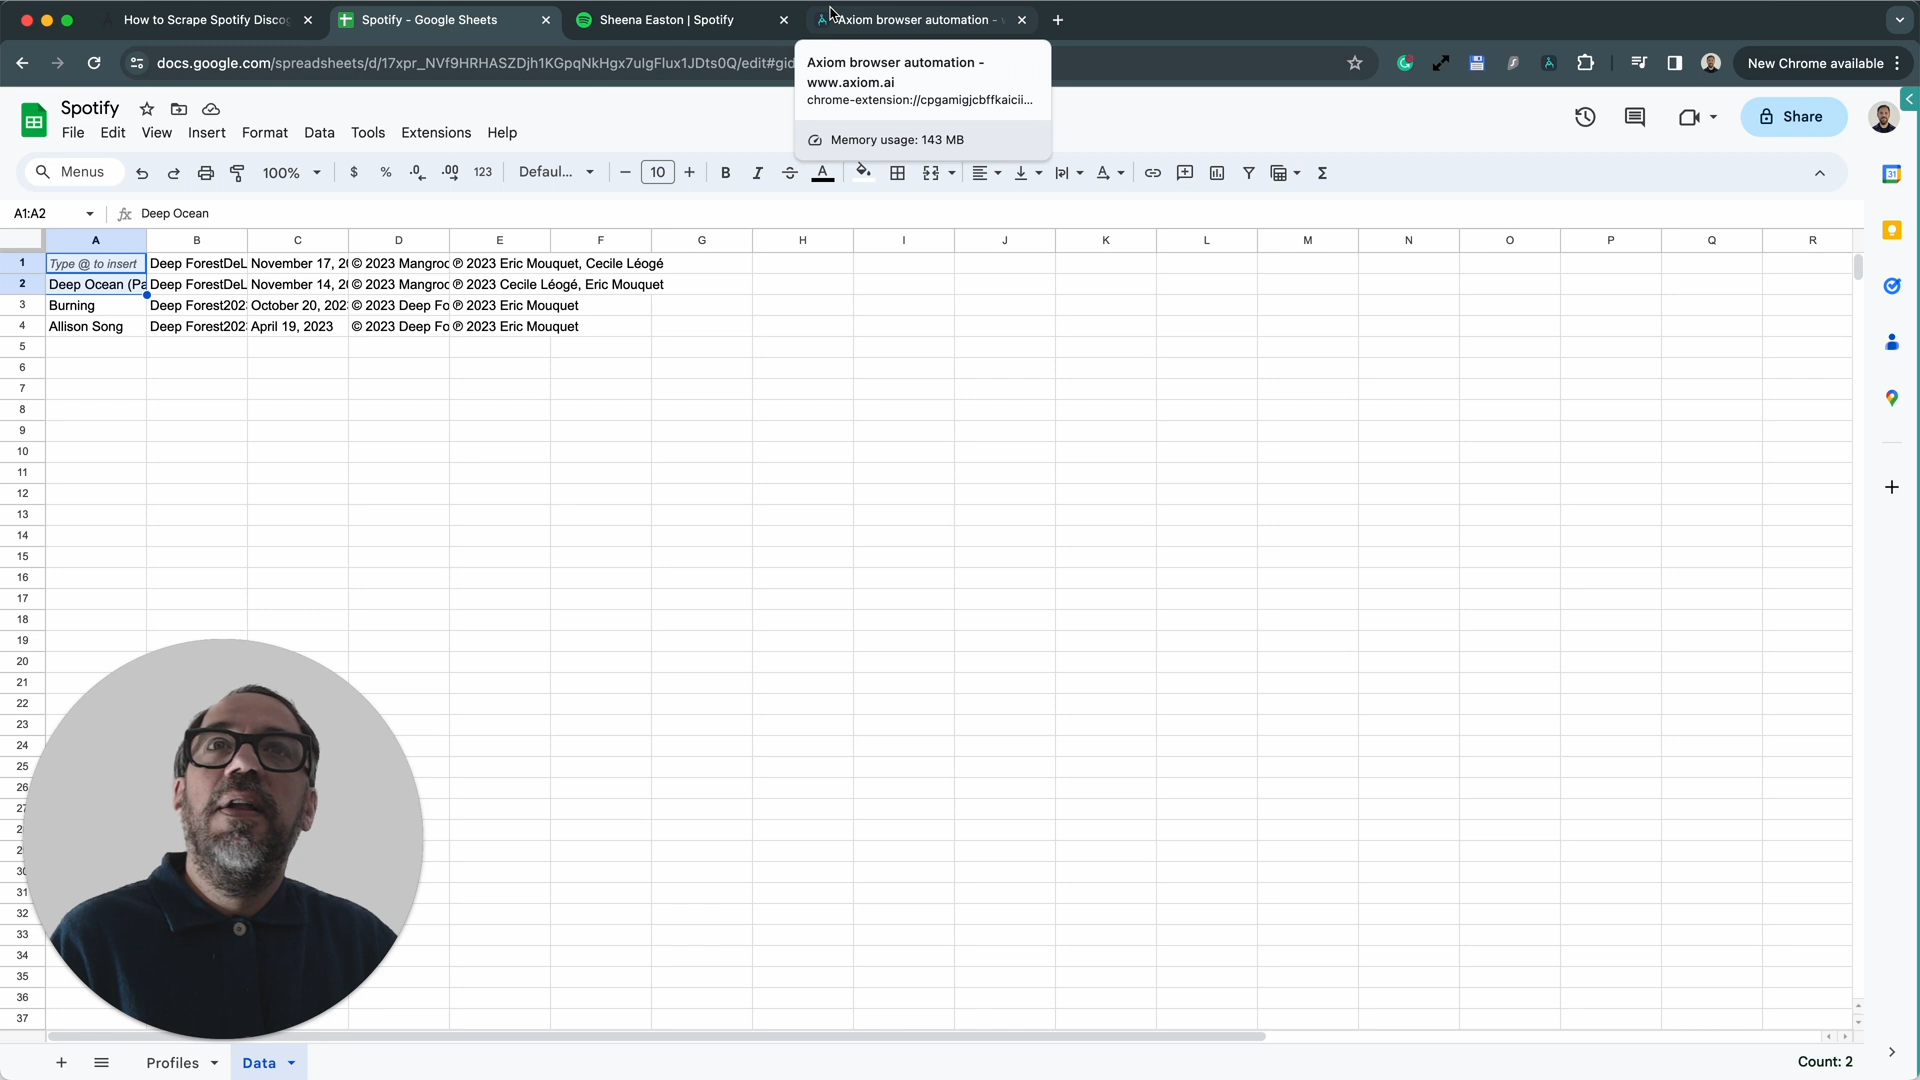 How to Scrape Spotify Discog
Spotify - Google Sheets
Sheena Easton | Spotify
Axiom browser automation -
docs.google.com/spreadsheets/d/17xpr_NVf9HRHASZDjh1KGpqNkHgx7ulgFlux1JDts0Q/edit#gid
New Chrome available
Axiom browser automation -
www.axiom.ai
chrome-extension://cpgamigjcbffkaicii...
Memory usage: 143 MB
Spotify
File Edit View Insert Format Data Tools Extensions Help
Share
Menus
100%
$ % .0 .00 123
Defaul...
10
B I A
31
A1:A2
fx Deep Ocean
A B C D E F G H I J K L M N O P Q R
1 Type @ to insert Deep ForestDeL November 17, 20 © 2023 Mangroc ℗ 2023 Eric Mouquet, Cecile Léogé
2 Deep Ocean (Pa Deep ForestDeL November 14, 20 © 2023 Mangroc ℗ 2023 Cecile Léogé, Eric Mouquet
3 Burning Deep Forest202 October 20, 202 © 2023 Deep Fo ℗ 2023 Eric Mouquet
4 Allison Song Deep Forest202 April 19, 2023 © 2023 Deep Fo ℗ 2023 Eric Mouquet
5
6
7
8
9
10
11
12
13
14
15
16
17
18
19
20
21
22
23
24
25
26
27
2
2
30
31
32
33
34
35
36
37
Profiles
Data
Count: 2